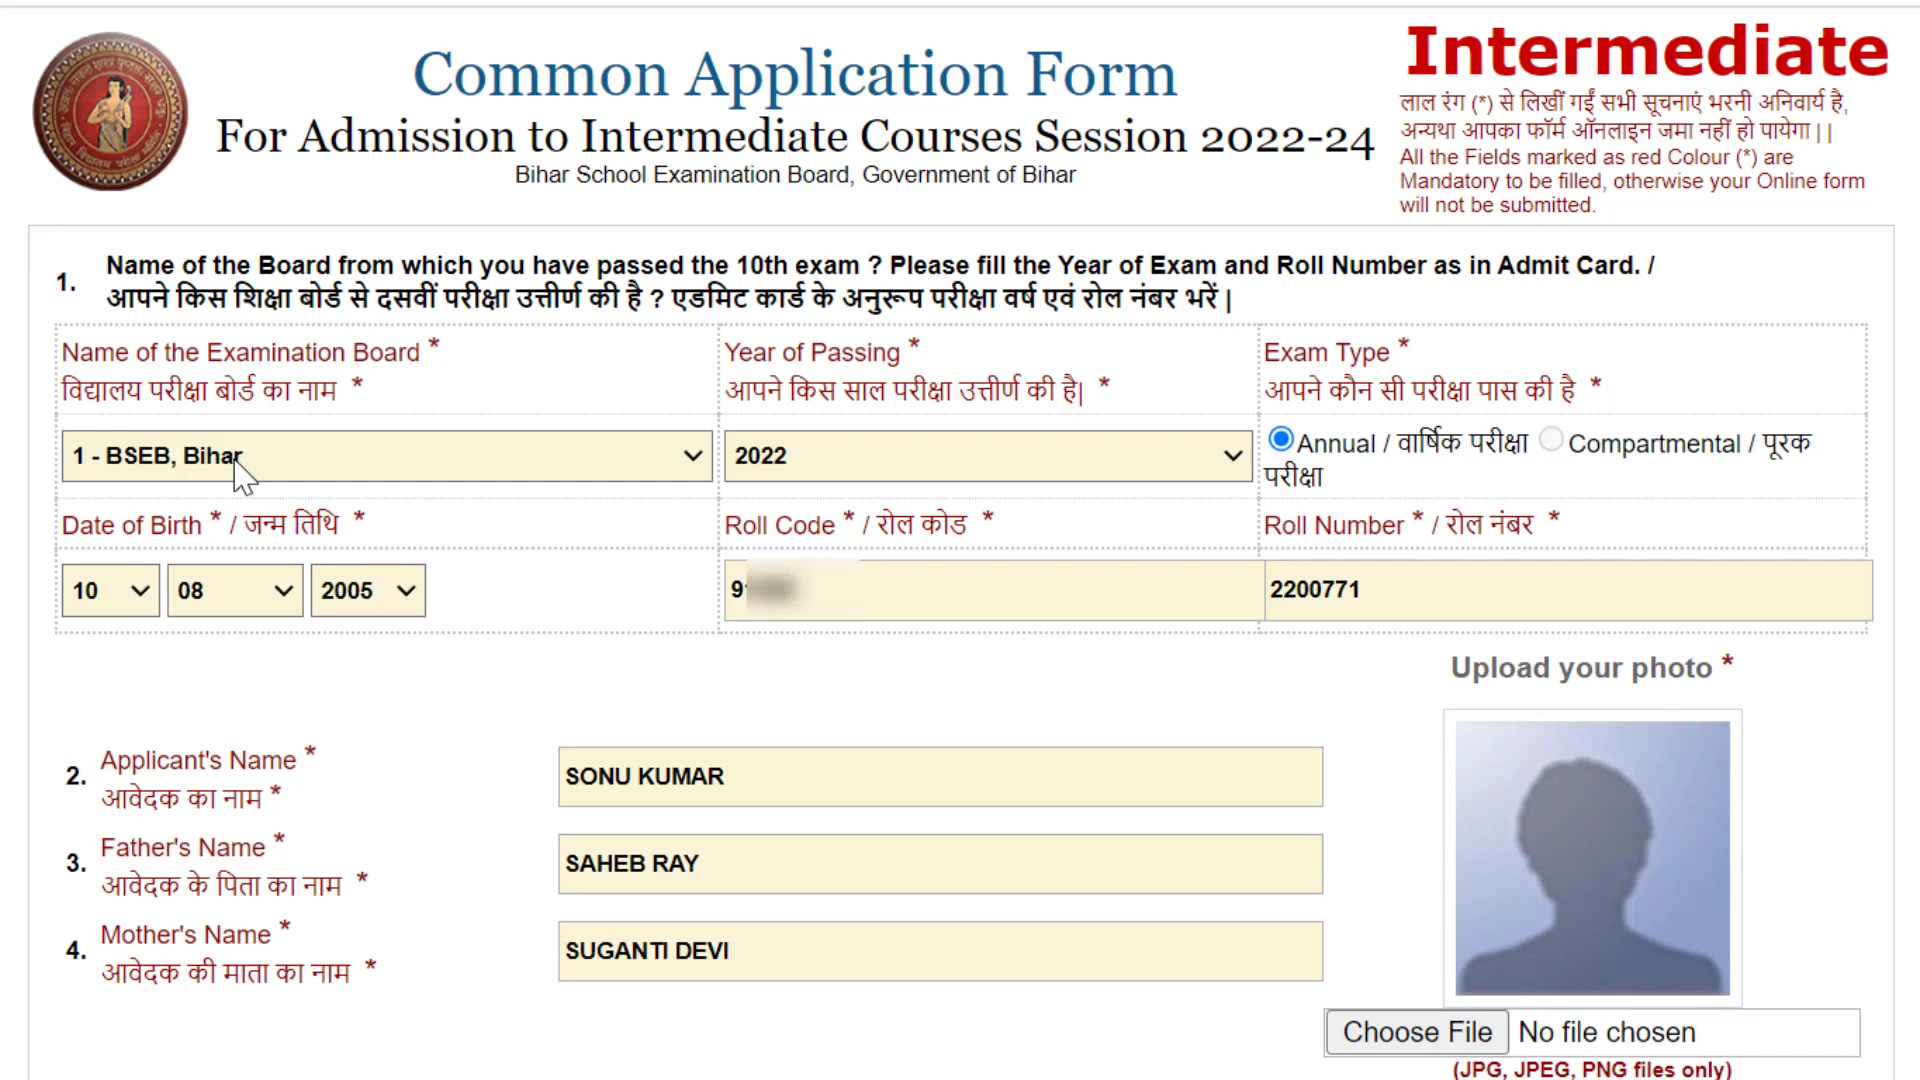 Common Application Form
For Admission to Intermediate Courses Session 2022-24
Bihar School Examination Board, Government of Bihar
Intermediate
लाल रंग (*) से लिखीं गईं सभी सूचनाएं भरनी अनिवार्य है,
अन्यथा आपका फॉर्म ऑनलाइन जमा नहीं हो पायेगा | |
All the Fields marked as red Colour (*) are
Mandatory to be filled, otherwise your Online form
will not be submitted.
1. Name of the Board from which you have passed the 10th exam ? Please fill the Year of Exam and Roll Number as in Admit Card. /
आपने किस शिक्षा बोर्ड से दसवीं परीक्षा उत्तीर्ण की है ? एडमिट कार्ड के अनुरूप परीक्षा वर्ष एवं रोल नंबर भरें |
Name of the Examination Board *
विद्यालय परीक्षा बोर्ड का नाम *
Year of Passing *
आपने किस साल परीक्षा उत्तीर्ण की है| *
Exam Type *
आपने कौन सी परीक्षा पास की है *
1 - BSEB, Bihar
2022
Annual / वार्षिक परीक्षा Compartmental / पूरक
परीक्षा
Date of Birth * / जन्म तिथि *
Roll Code * / रोल कोड *
Roll Number * / रोल नंबर *
10 08 2005
2200771
Upload your photo *
2. Applicant's Name *
आवेदक का नाम *
SONU KUMAR
3. Father's Name *
आवेदक के पिता का नाम *
SAHEB RAY
4. Mother's Name *
आवेदक की माता का नाम *
SUGANTI DEVI
Choose File No file chosen
(JPG, JPEG, PNG files only)